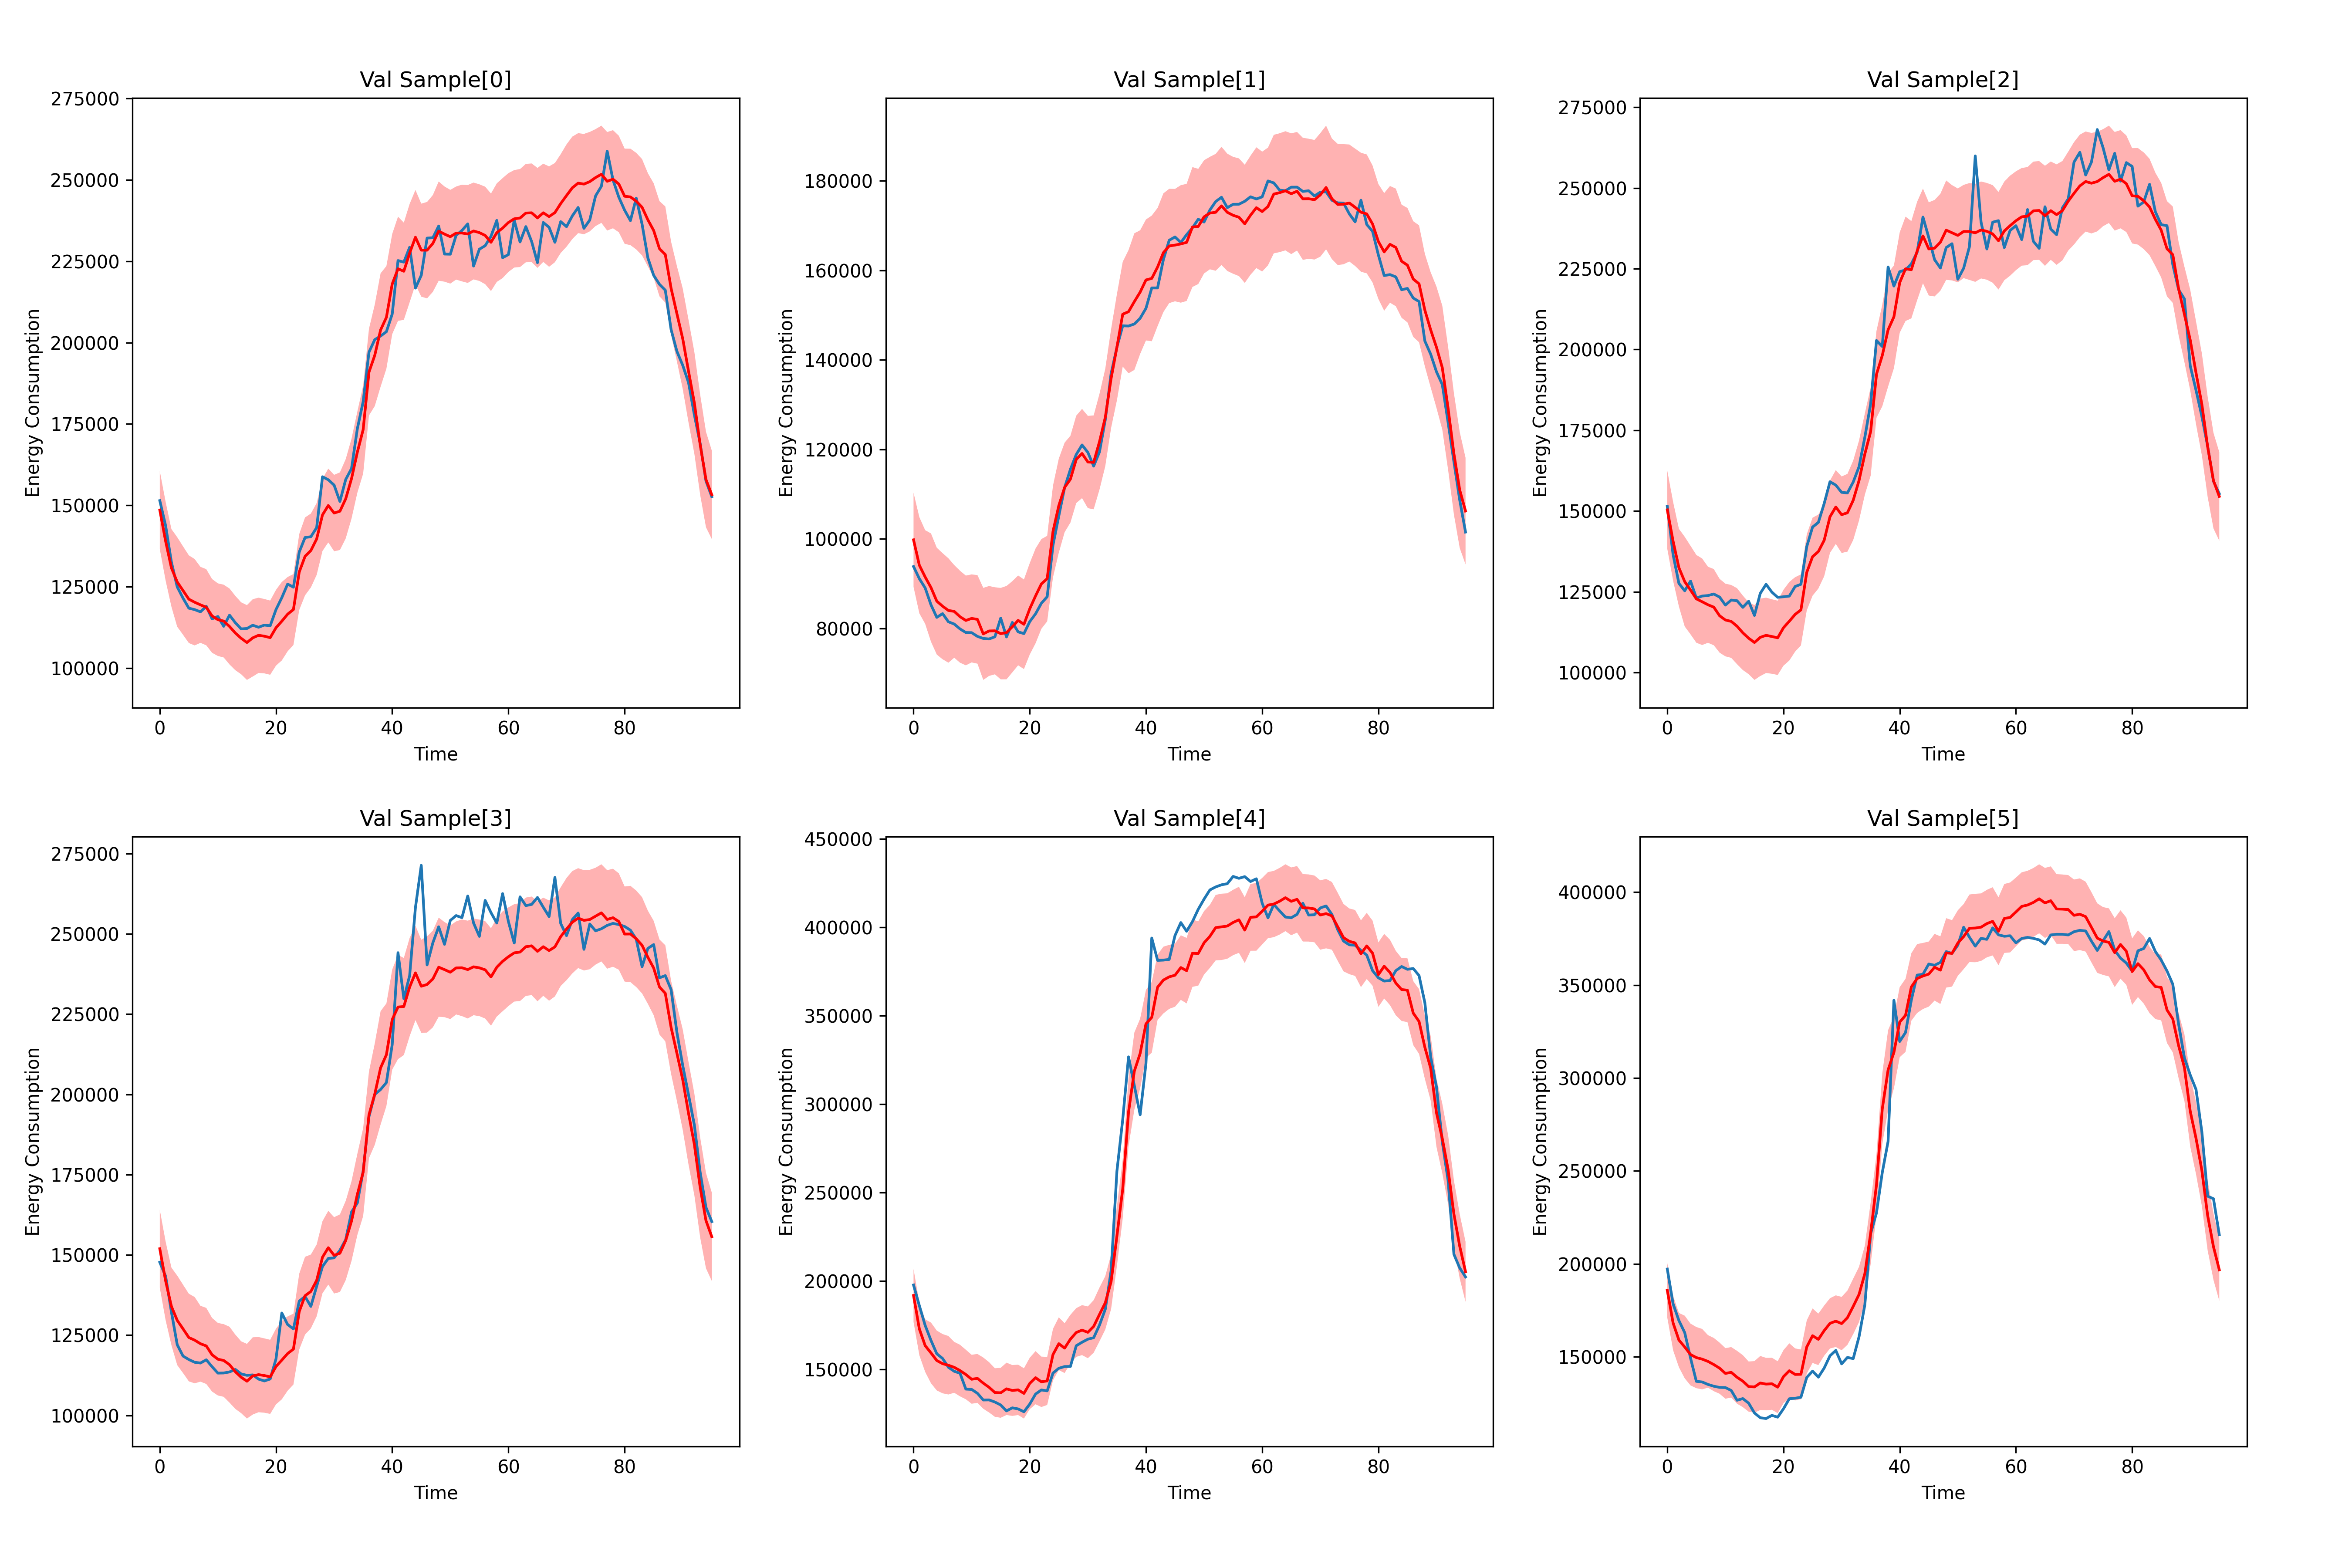 Val Sample[0]
275000
250000
225000
200000
175000
150000
125000
100000
Energy Consumption
0 20 40 60 80
Time
Val Sample[1]
180000
160000
140000
120000
100000
80000
Energy Consumption
0 20 40 60 80
Time
Val Sample[2]
275000
250000
225000
200000
175000
150000
125000
100000
Energy Consumption
0 20 40 60 80
Time
Val Sample[3]
275000
250000
225000
200000
175000
150000
125000
100000
Energy Consumption
0 20 40 60 80
Time
Val Sample[4]
450000
400000
350000
300000
250000
200000
150000
Energy Consumption
0 20 40 60 80
Time
Val Sample[5]
400000
350000
300000
250000
200000
150000
Energy Consumption
0 20 40 60 80
Time